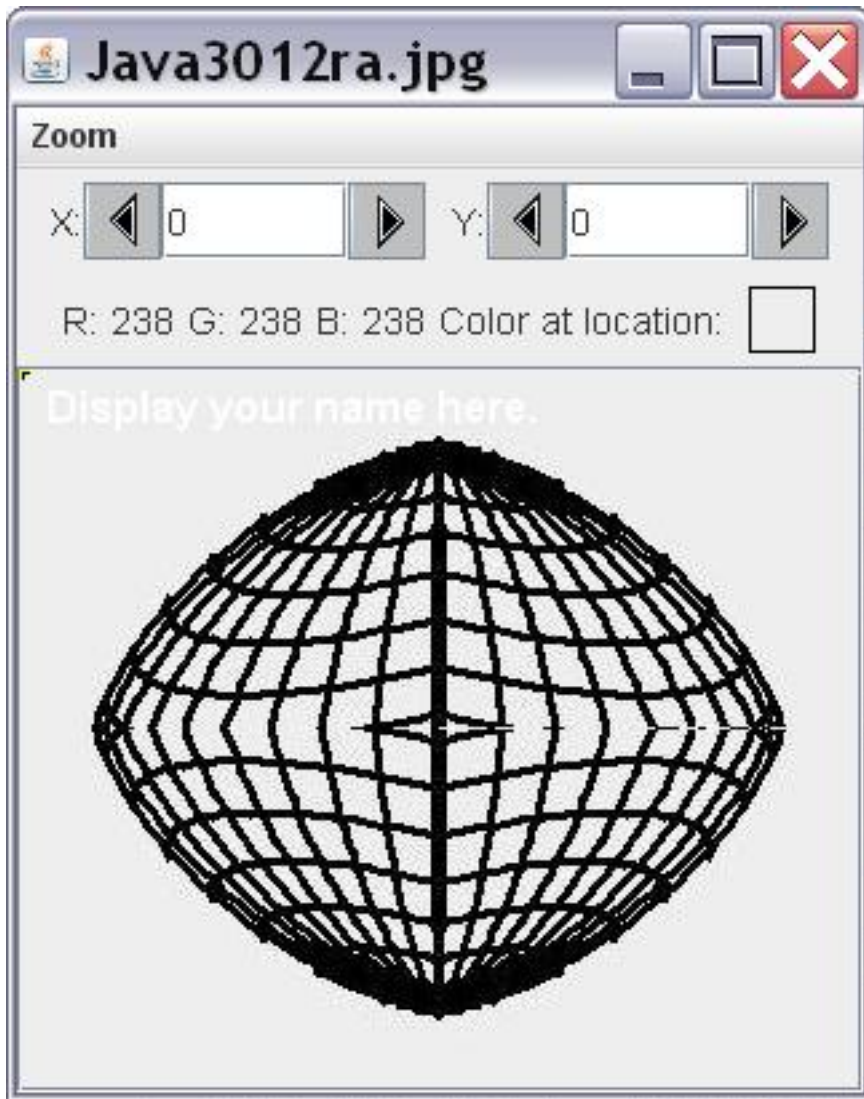 Java3012ra.jpg
Zoom
X: 0 Y: 0
R: 238 G: 238 B: 238 Color at location:
Display your name here.